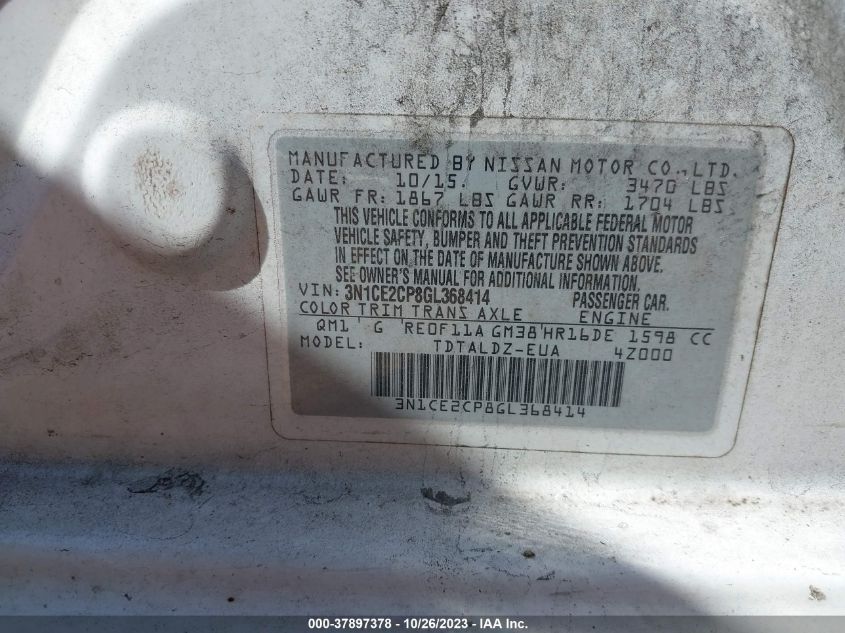 MANUFACTURED BY NISSAN MOTOR CO., LTD.
DATE: 10/15. GVWR: 3470 LBS
GAWR FR: 1867 LBS GAWR RR: 1704 LBS
THIS VEHICLE CONFORMS TO ALL APPLICABLE FEDERAL MOTOR
VEHICLE SAFETY, BUMPER AND THEFT PREVENTION STANDARDS
IN EFFECT ON THE DATE OF MANUFACTURE SHOWN ABOVE.
SEE OWNER'S MANUAL FOR ADDITIONAL INFORMATION.
VIN: 3N1CE2CP8GL368414 PASSENGER CAR.
COLOR TRIM TRANS AXLE ENGINE
QM1' G 'RE0F11A GM38'HR16DE 1598 CC
MODEL: TDTALDZ-EUA 4Z000
3N1CE2CP8GL368414
000-37897378 - 10/26/2023 - IAA Inc.